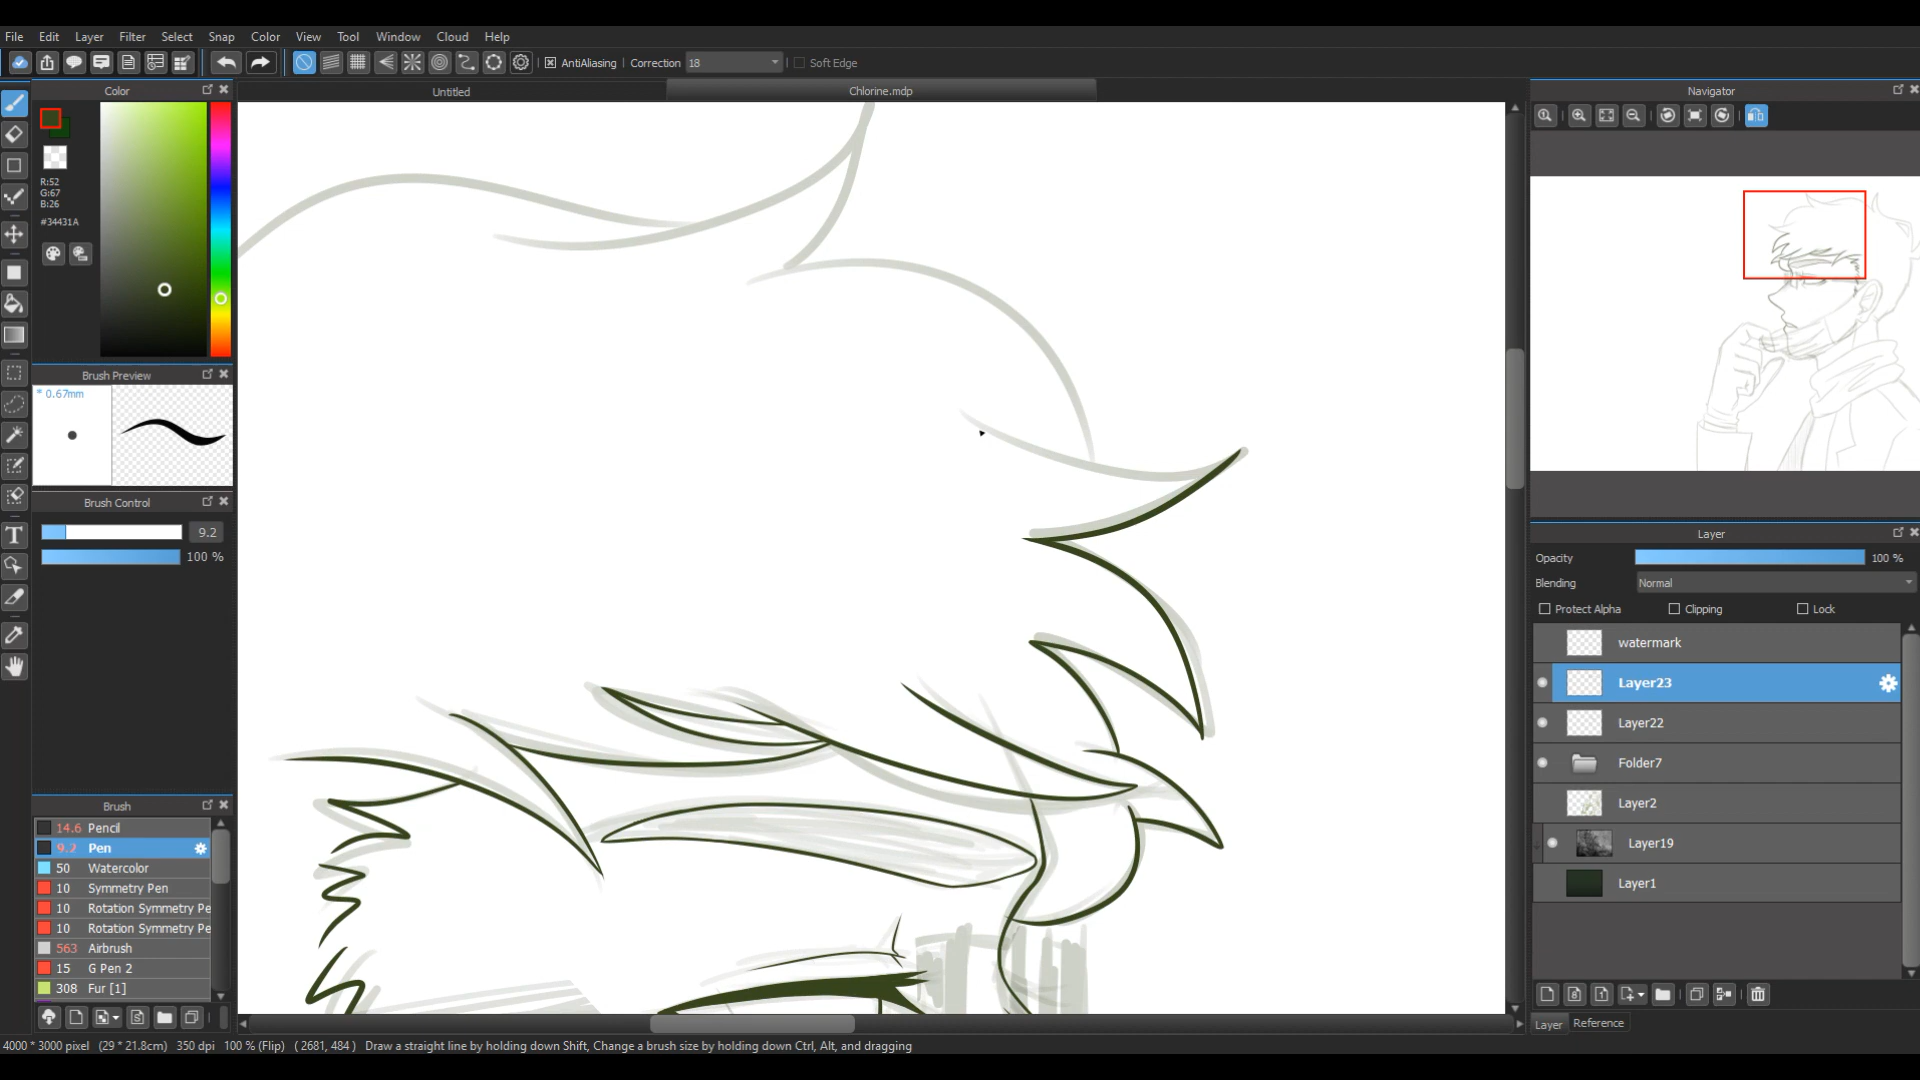 File Edit Layer Filter Select Snap Color View Tool Window Cloud Help
AntiAliasing Correction 18 Soft Edge
Color
Untitled
Chlorine.mdp
Navigator
R:52
G:67
B:26
#34431A
Brush Preview
* 0.67mm
Brush Control
9.2
100 %
Brush
14.6 Pencil
9.2 Pen
50 Watercolor
10 Symmetry Pen
10 Rotation Symmetry Pe
10 Rotation Symmetry Pe
563 Airbrush
15 G Pen 2
308 Fur [1]
Layer
Opacity 100 %
Blending Normal
Protect Alpha Clipping Lock
watermark
Layer23
Layer22
Folder7
Layer2
Layer19
Layer1
Layer Reference
4000 * 3000 pixel (29 * 21.8cm) 350 dpi 100 % (Flip) ( 2681, 484 ) Draw a straight line by holding down Shift, Change a brush size by holding down Ctrl, Alt, and dragging